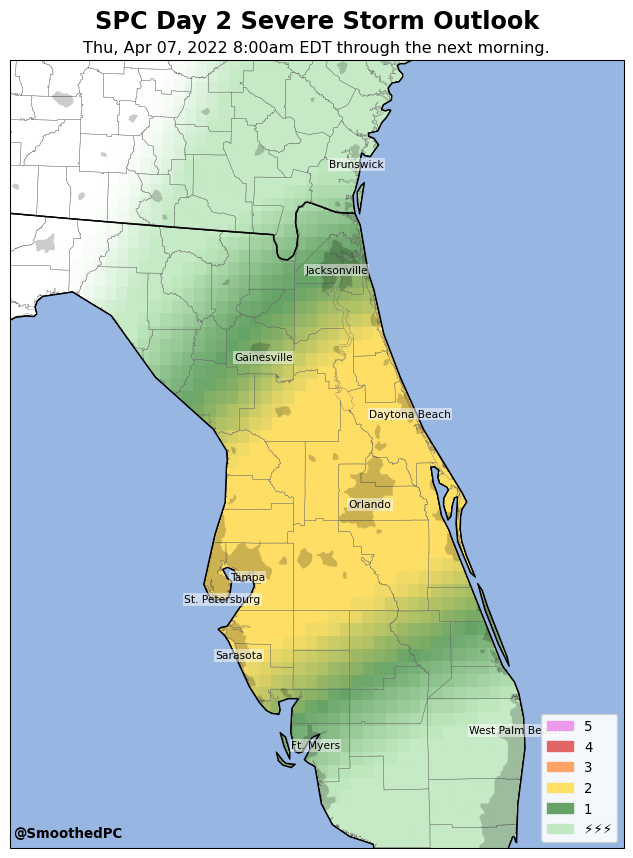 SPC Day 2 Severe Storm Outlook
Thu, Apr 07, 2022 8:00am EDT through the next morning.
Brunswick
Jacksonville
Gainesville
Daytona Beach
Orlando
Tampa
St. Petersburg
Sarasota
West Palm Be
Ft. Myers
5
4
3
2
1
⚡⚡⚡
@SmoothedPC